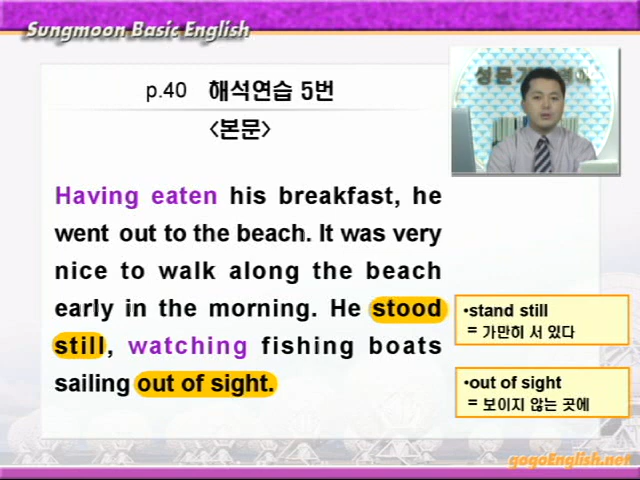 Sungmoon Basic English
p.40 해석연습 5번
<본문>
Having eaten his breakfast, he
went out to the beach. It was very
nice to walk along the beach
early in the morning. He stood
still, watching fishing boats
sailing out of sight.
•stand still
= 가만히 서 있다
•out of sight
= 보이지 않는 곳에
gogoEnglish.net